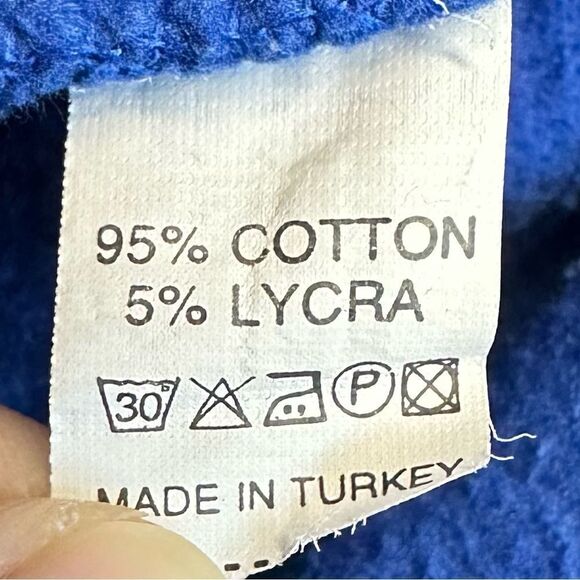 95% COTTON
5% LYCRA
30 P
MADE IN TURKEY